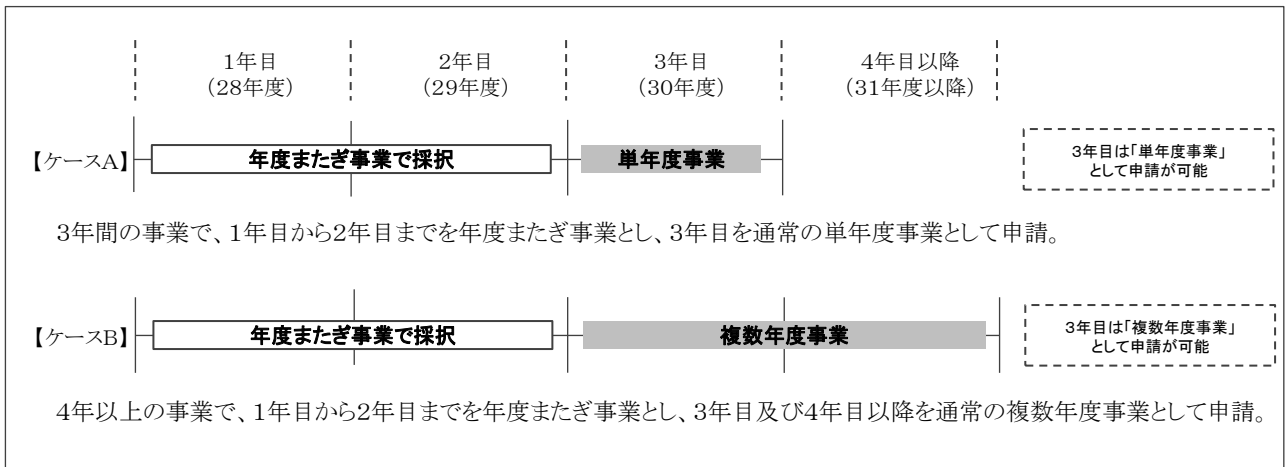 1年目 2年目 3年目 4年目以降
(28年度) (29年度) (30年度) (31年度以降)
【ケースA】 年度またぎ事業で採択 単年度事業
3年目は「単年度事業」
として申請が可能
3年間の事業で、1年目から2年目までを年度またぎ事業とし、3年目を通常の単年度事業として申請。
【ケースB】 年度またぎ事業で採択 複数年度事業
3年目は「複数年度事業」
として申請が可能
4年以上の事業で、1年目から2年目までを年度またぎ事業とし、3年目及び4年目以降を通常の複数年度事業として申請。